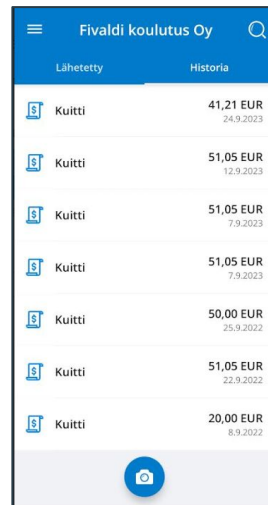 Fivaldi koulutus Oy
Lähetetty Historia
Kuitti 41,21 EUR
24.9.2023
Kuitti 51,05 EUR
12.9.2023
Kuitti 51,05 EUR
7.9.2023
Kuitti 51,05 EUR
7.9.2023
Kuitti 50,00 EUR
25.9.2022
Kuitti 51,05 EUR
22.9.2022
Kuitti 20,00 EUR
8.9.2022